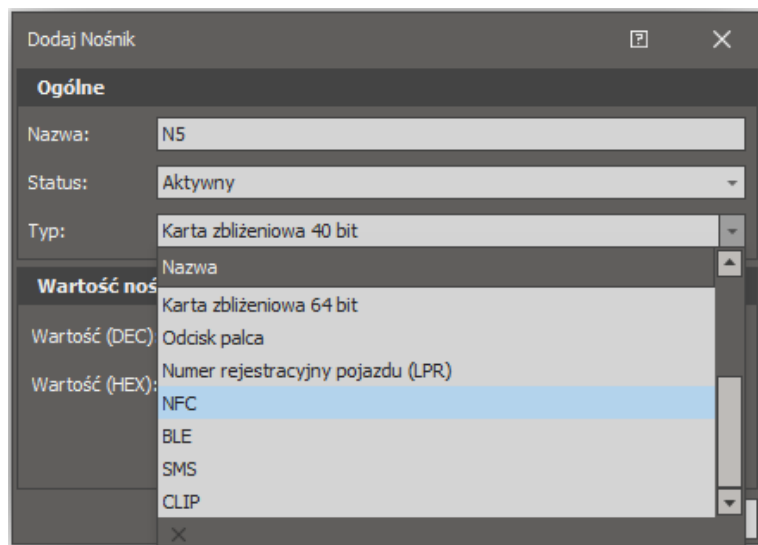 Dodaj Nośnik
Ogólne
Nazwa: N5
Status: Aktywny
Typ: Karta zbliżeniowa 40 bit
Nazwa
Wartość noś
Karta zbliżeniowa 64 bit
Wartość (DEC): Odcisk palca
Numer rejestracyjny pojazdu (LPR)
Wartość (HEX): NFC
BLE
SMS
CLIP